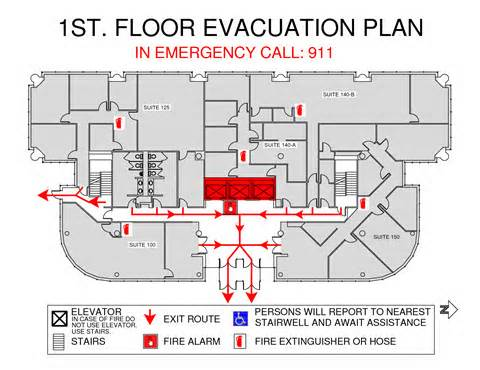 1ST. FLOOR EVACUATION PLAN
IN EMERGENCY CALL: 911
SUITE 125
SUITE 140-B
SUITE 140-A
SUITE 100
SUITE 150
ELEVATOR
IN CASE OF FIRE DO
NOT USE ELEVATOR.
USE STAIRS.
STAIRS
EXIT ROUTE
FIRE ALARM
PERSONS WILL REPORT TO NEAREST
STAIRWELL AND AWAIT ASSISTANCE
FIRE EXTINGUISHER OR HOSE
N